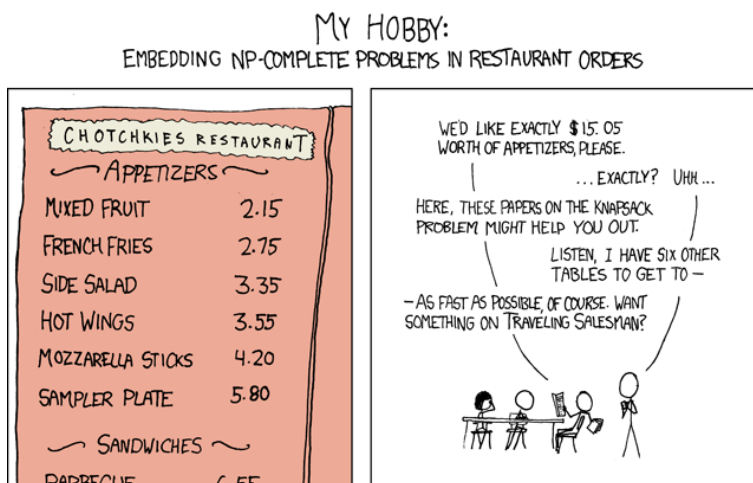 MY HOBBY:
EMBEDDING NP-COMPLETE PROBLEMS IN RESTAURANT ORDERS
CHOTCHKIES RESTAURANT
APPETIZERS
MIXED FRUIT 2.15
FRENCH FRIES 2.75
SIDE SALAD 3.35
HOT WINGS 3.55
MOZZARELLA STICKS 4.20
SAMPLER PLATE 5.80
SANDWICHES
BARBECUE 6.55
WE'D LIKE EXACTLY $15.05
WORTH OF APPETIZERS, PLEASE.
...EXACTLY? UHH...
HERE, THESE PAPERS ON THE KNAPSACK
PROBLEM MIGHT HELP YOU OUT.
LISTEN, I HAVE SIX OTHER
TABLES TO GET TO —
— AS FAST AS POSSIBLE, OF COURSE. WANT
SOMETHING ON TRAVELING SALESMAN?